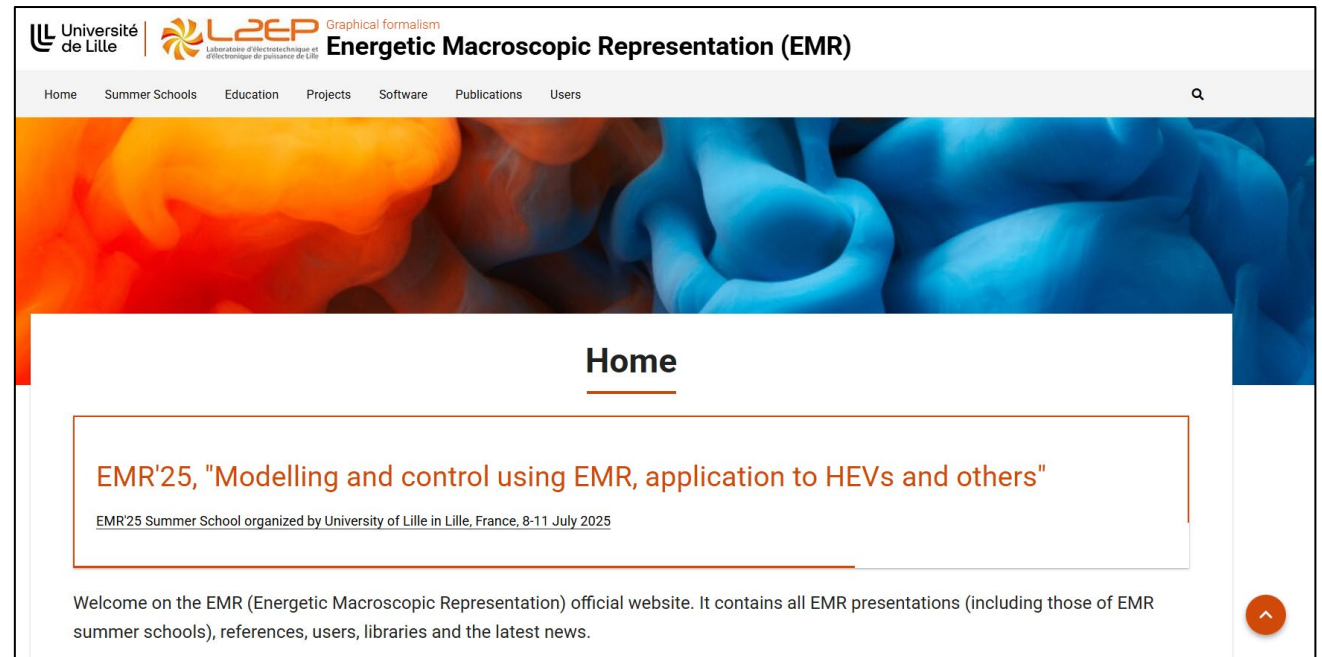 Université
de Lille
L2EP
Laboratoire d'électrotechnique et
d'électronique de puissance de Lille
Graphical formalism
Energetic Macroscopic Representation (EMR)
Home Summer Schools Education Projects Software Publications Users
Home
EMR'25, "Modelling and control using EMR, application to HEVs and others"
EMR'25 Summer School organized by University of Lille in Lille, France, 8-11 July 2025
Welcome on the EMR (Energetic Macroscopic Representation) official website. It contains all EMR presentations (including those of EMR
summer schools), references, users, libraries and the latest news.